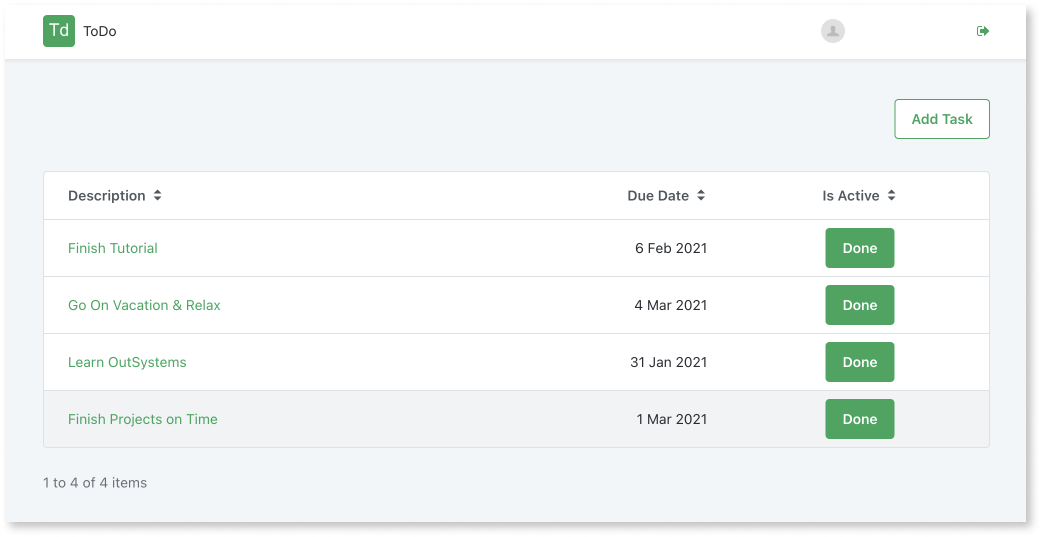 Td ToDo
Add Task
Description Due Date Is Active
Finish Tutorial 6 Feb 2021 Done
Go On Vacation & Relax 4 Mar 2021 Done
Learn OutSystems 31 Jan 2021 Done
Finish Projects on Time 1 Mar 2021 Done
1 to 4 of 4 items